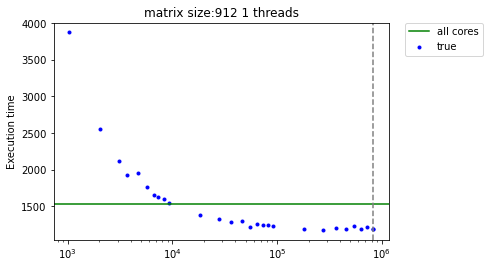 matrix size:912 1 threads
4000
3500
3000
2500
2000
1500
Execution time
10³
10⁴
10⁵
10⁶
all cores
true